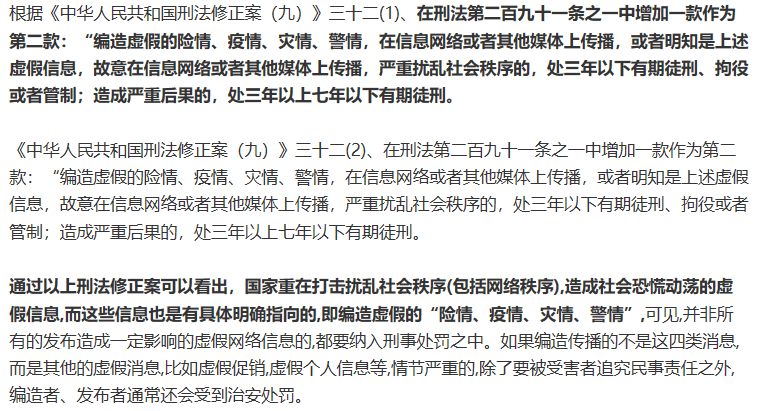 根据《中华人民共和国刑法修正案（九）》三十二(1)、在刑法第二百九十一条之一中增加一款作为
第二款：“编造虚假的险情、疫情、灾情、警情，在信息网络或者其他媒体上传播，或者明知是上述
虚假信息，故意在信息网络或者其他媒体上传播，严重扰乱社会秩序的，处三年以下有期徒刑、拘役
或者管制；造成严重后果的，处三年以上七年以下有期徒刑。
《中华人民共和国刑法修正案（九）》三十二(2)、在刑法第二百九十一条之一中增加一款作为第二
款：“编造虚假的险情、疫情、灾情、警情，在信息网络或者其他媒体上传播，或者明知是上述虚假
信息，故意在信息网络或者其他媒体上传播，严重扰乱社会秩序的，处三年以下有期徒刑、拘役或者
管制；造成严重后果的，处三年以上七年以下有期徒刑。
通过以上刑法修正案可以看出，国家重在打击扰乱社会秩序(包括网络秩序),造成社会恐慌动荡的虚
假信息,而这些信息也是有具体明确指向的,即编造虚假的“险情、疫情、灾情、警情”,可见,并非所
有的发布造成一定影响的虚假网络信息的,都要纳入刑事处罚之中。如果编造传播的不是这四类消息,
而是其他的虚假消息,比如虚假促销,虚假个人信息等,情节严重的,除了要被受害者追究民事责任之外,
编造者、发布者通常还会受到治安处罚。